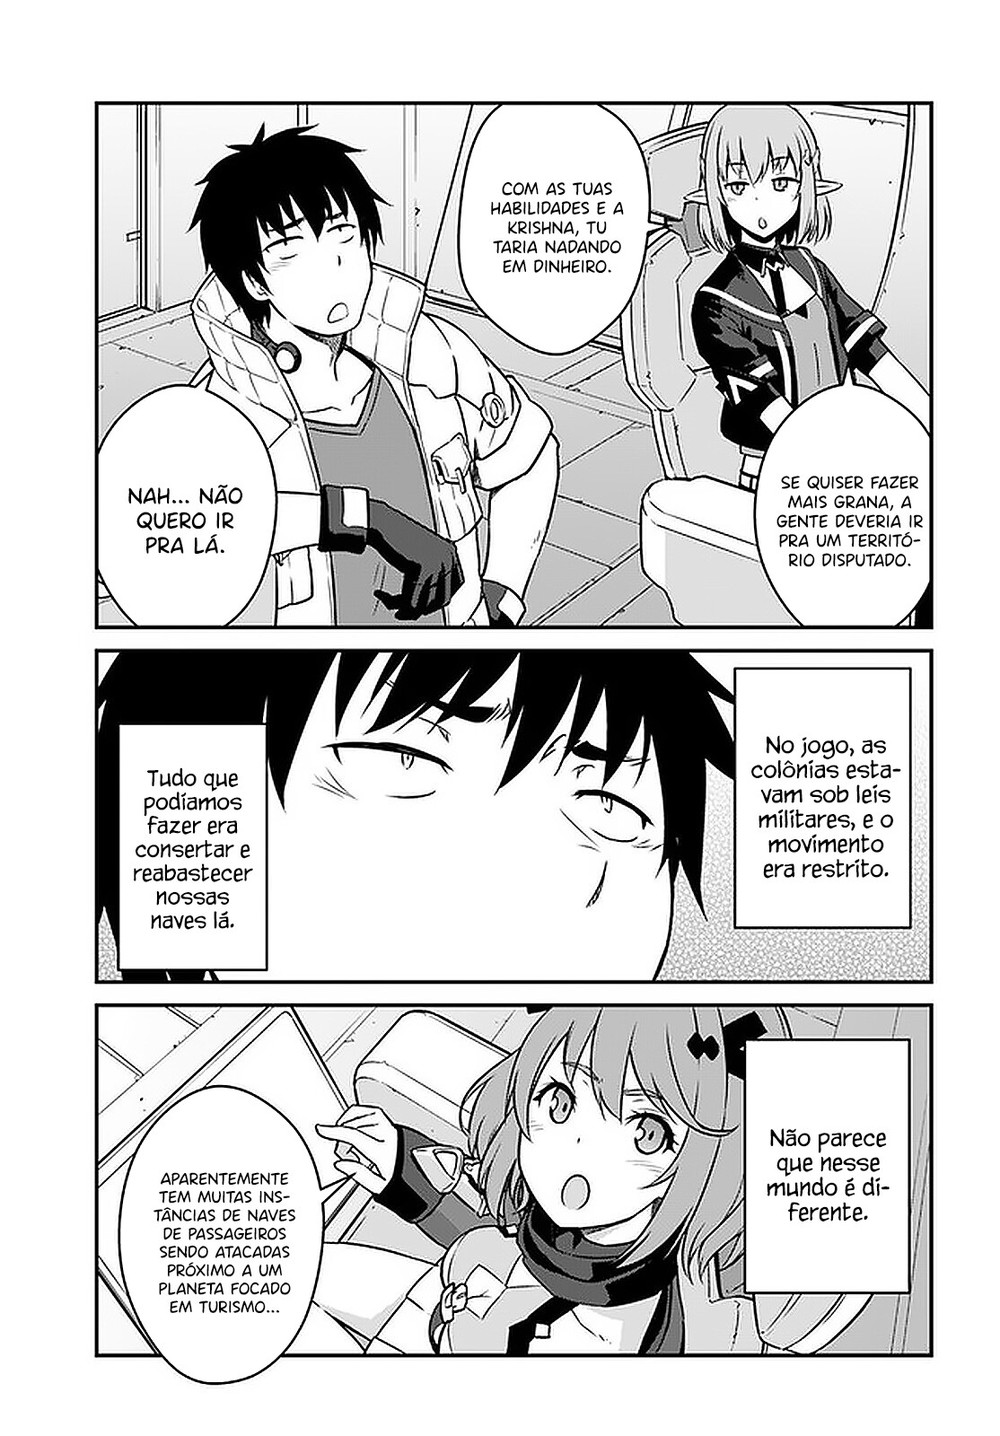 SE QUISER FAZER
MAIS GRANA, A
GENTE DEVERIA IR
PRA UM TERRITÓ-
RIO DISPUTADO.
COM AS TUAS
HABILIDADES E A
KRISHNA, TU
TARIA NADANDO
EM DINHEIRO.
NAH... NÃO
QUERO IR
PRA LÁ.
No jogo, as
colônias esta-
vam sob leis
militares, e o
movimento
era restrito.
Tudo que
podíamos
fazer era
consertar e
reabastecer
nossas
naves lá.
Não parece
que nesse
mundo é di-
ferente.
APARENTEMENTE
TEM MUITAS INS-
TÂNCIAS DE NAVES
DE PASSAGEIROS
SENDO ATACADAS
PRÓXIMO A UM
PLANETA FOCADO
EM TURISMO...